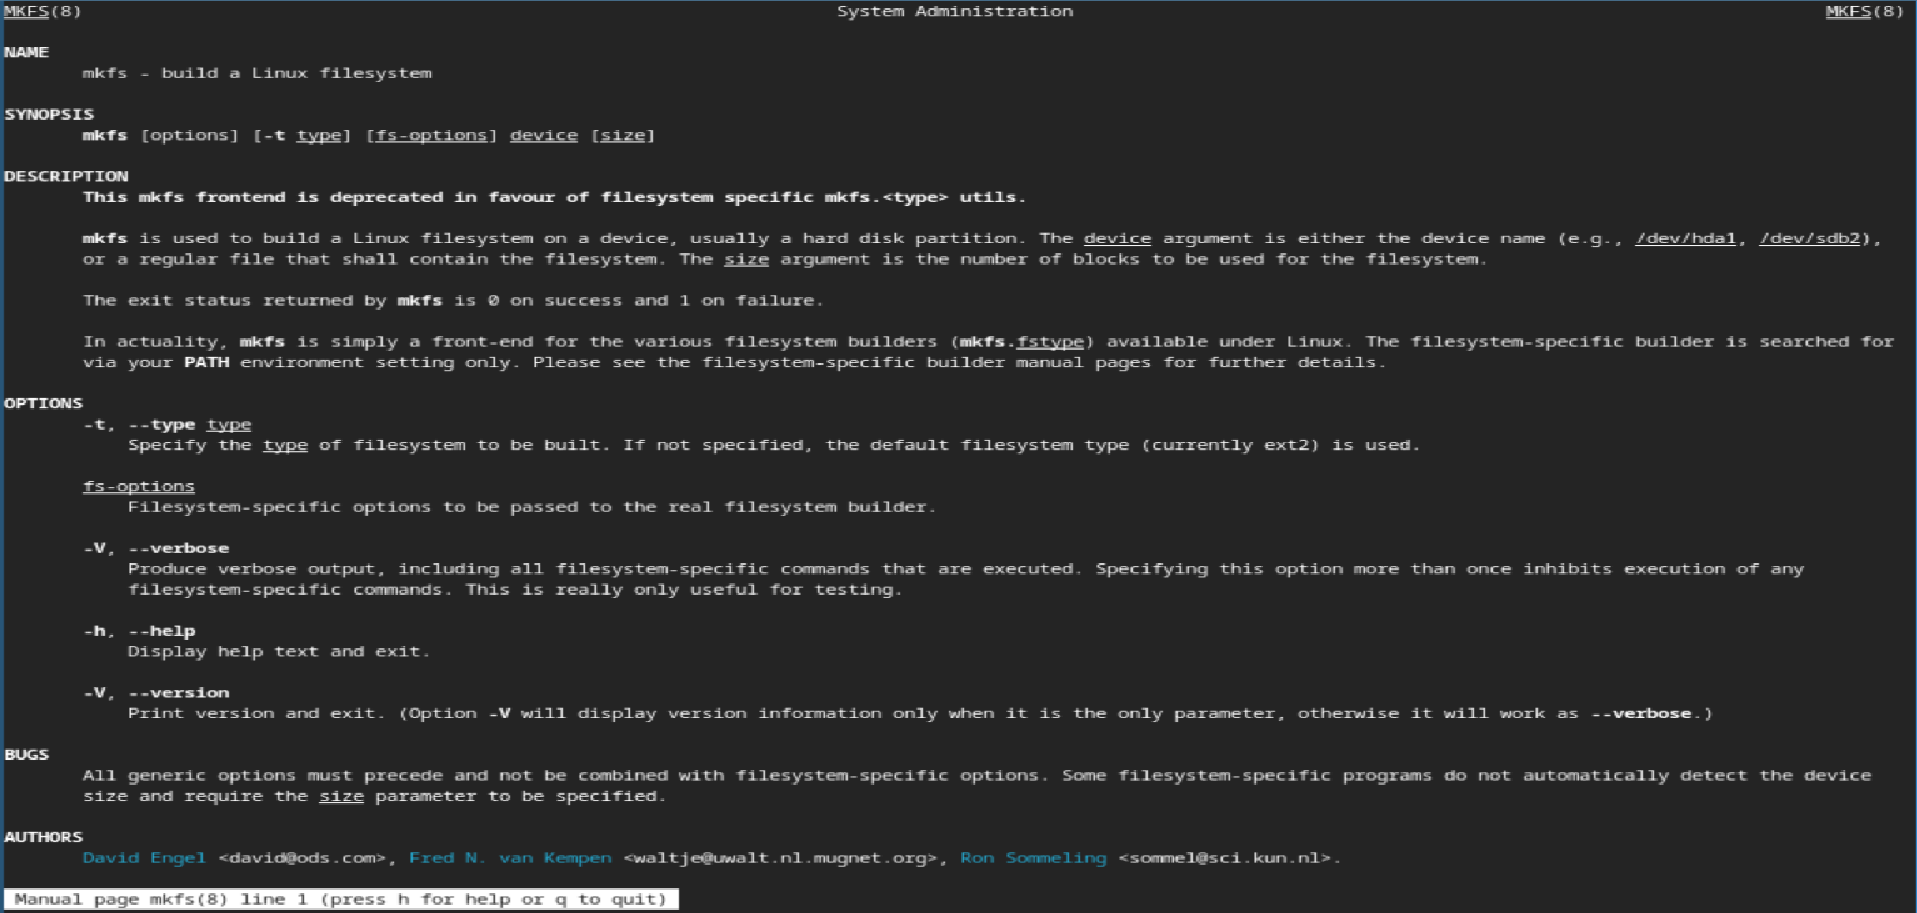 MKFS(8) System Administration MKFS(8)
NAME
mkfs - build a Linux filesystem
SYNOPSIS
mkfs [options] [-t type] [fs-options] device [size]
DESCRIPTION
This mkfs frontend is deprecated in favour of filesystem specific mkfs.<type> utils.
mkfs is used to build a Linux filesystem on a device, usually a hard disk partition. The device argument is either the device name (e.g., /dev/hda1, /dev/sdb2),
or a regular file that shall contain the filesystem. The size argument is the number of blocks to be used for the filesystem.
The exit status returned by mkfs is 0 on success and 1 on failure.
In actuality, mkfs is simply a front-end for the various filesystem builders (mkfs.fstype) available under Linux. The filesystem-specific builder is searched for
via your PATH environment setting only. Please see the filesystem-specific builder manual pages for further details.
OPTIONS
-t, --type type
Specify the type of filesystem to be built. If not specified, the default filesystem type (currently ext2) is used.
fs-options
Filesystem-specific options to be passed to the real filesystem builder.
-V, --verbose
Produce verbose output, including all filesystem-specific commands that are executed. Specifying this option more than once inhibits execution of any
filesystem-specific commands. This is really only useful for testing.
-h, --help
Display help text and exit.
-V, --version
Print version and exit. (Option -V will display version information only when it is the only parameter, otherwise it will work as --verbose.)
BUGS
All generic options must precede and not be combined with filesystem-specific options. Some filesystem-specific programs do not automatically detect the device
size and require the size parameter to be specified.
AUTHORS
David Engel <david@ods.com>, Fred N. van Kempen <waltje@uwalt.nl.mugnet.org>, Ron Sommeling <sommel@sci.kun.nl>.
Manual page mkfs(8) line 1 (press h for help or q to quit)